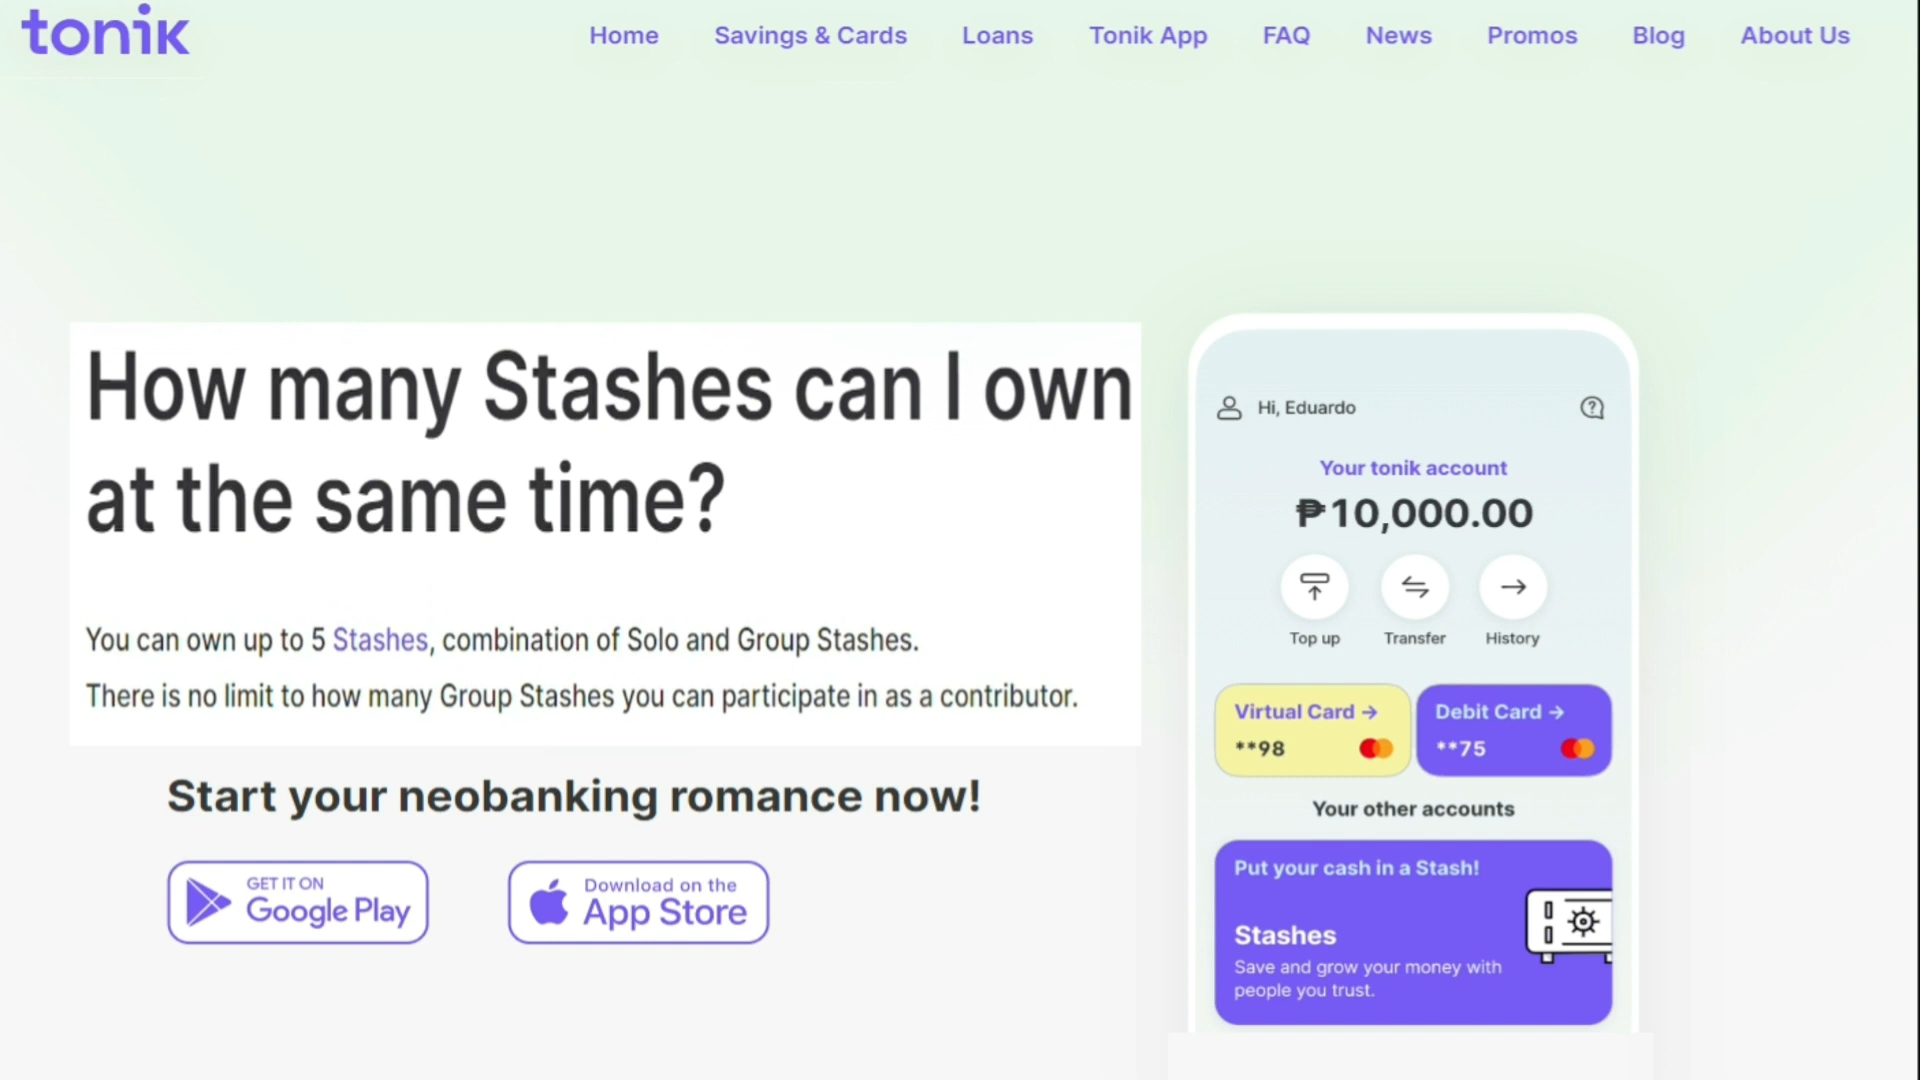 tonik
Home Savings & Cards Loans Tonik App FAQ News Promos Blog About Us
How many Stashes can I own
at the same time?
You can own up to 5 Stashes, combination of Solo and Group Stashes.
There is no limit to how many Group Stashes you can participate in as a contributor.
Start your neobanking romance now!
GET IT ON
Google Play
Download on the
App Store
Hi, Eduardo
Your tonik account
₱10,000.00
Top up Transfer History
Virtual Card →
**98
Debit Card →
**75
Your other accounts
Put your cash in a Stash!
Stashes
Save and grow your money with
people you trust.